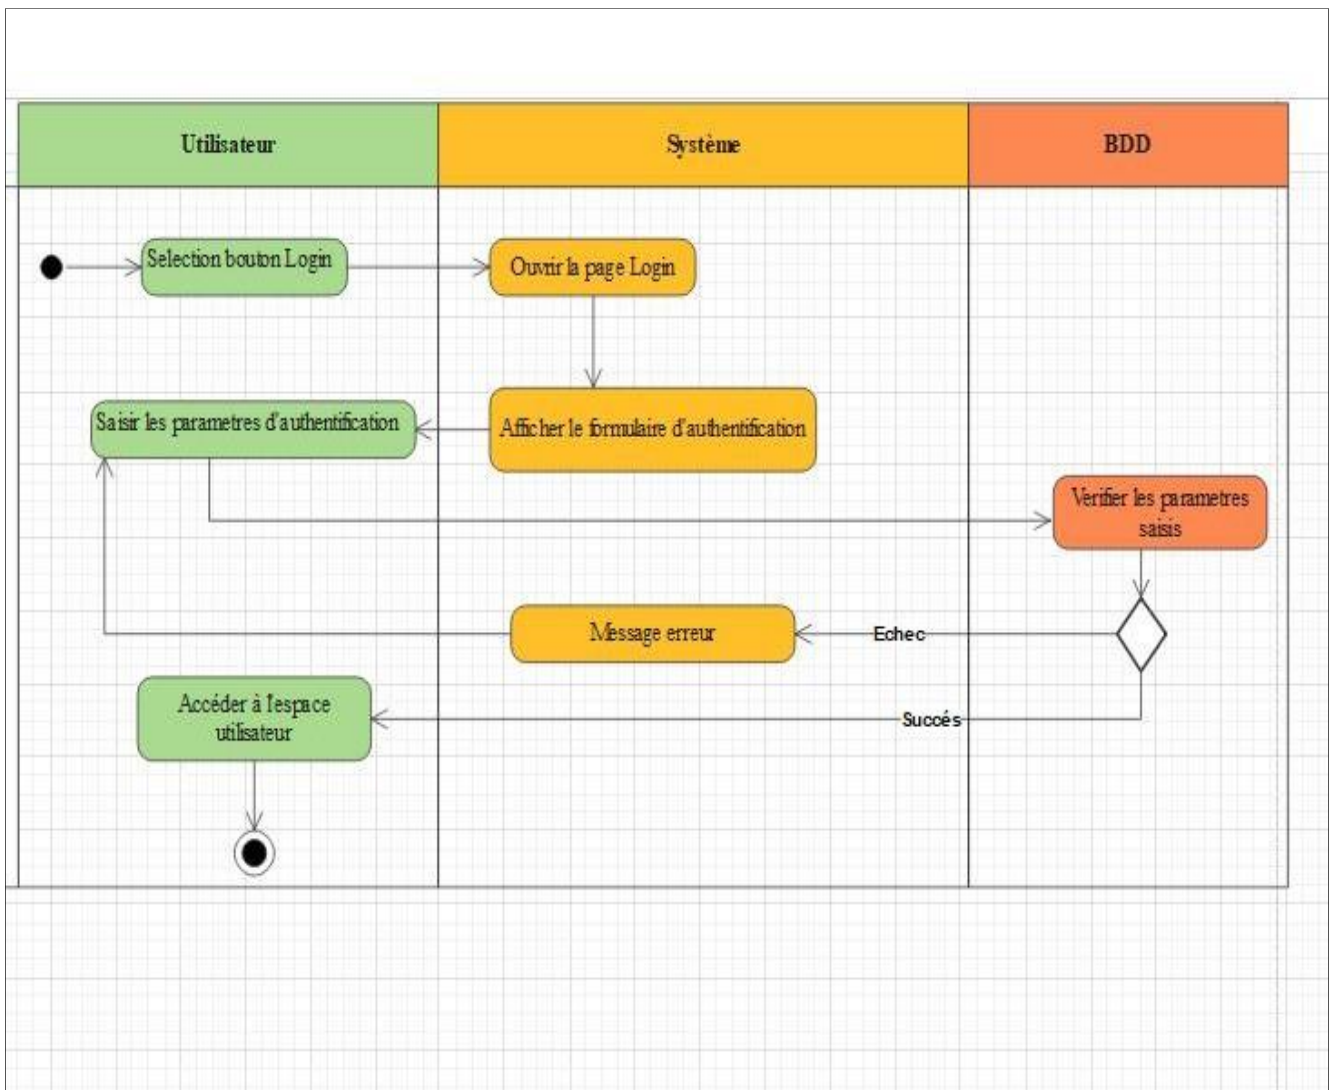 Utilisateur
Système
BDD
Selection bouton Login
Ouvrir la page Login
Saisir les parametres d'authentification
Afficher le formulaire d'authentification
Verifier les parametres
saisis
Message erreur
Echec
Accéder à l'espace
utilisateur
Succés